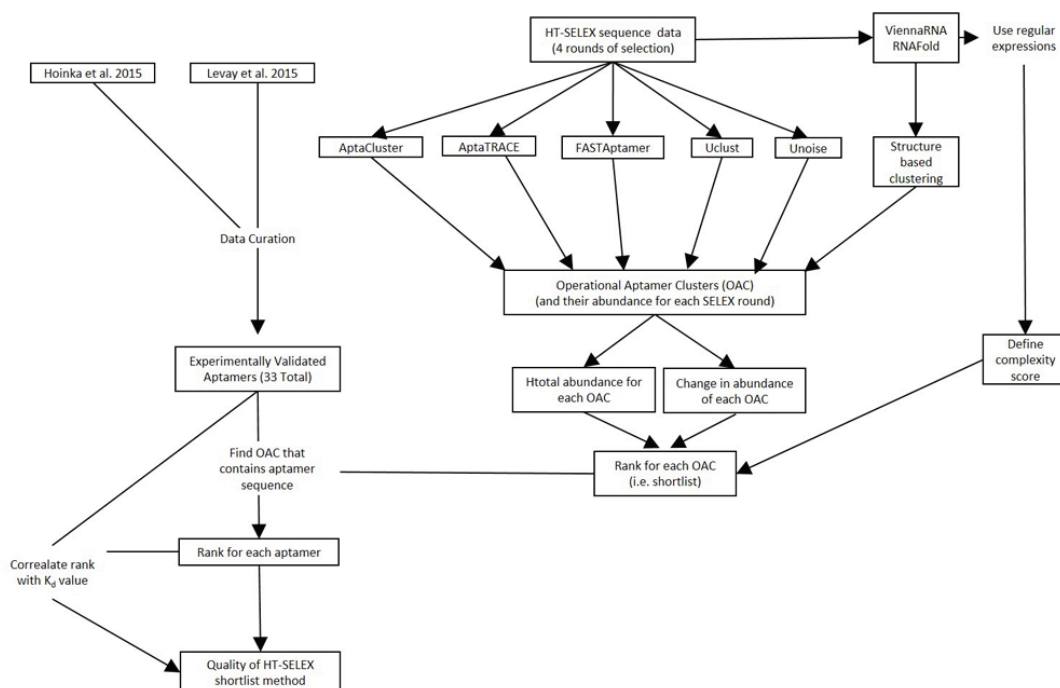 HT-SELEX sequence data
(4 rounds of selection)
ViennaRNA
RNAFold
Use regular
expressions
Hoinka et al. 2015
Levay et al. 2015
AptaCluster
AptaTRACE
FASTAptamer
Uclust
Unoise
Structure
based
clustering
Data Curation
Operational Aptamer Clusters (OAC)
(and their abundance for each SELEX round)
Experimentally Validated
Aptamers (33 Total)
Htotal abundance for
each OAC
Change in abundance
of each OAC
Define
complexity
score
Find OAC that
contains aptamer
sequence
Rank for each OAC
(i.e. shortlist)
Correalate rank
with Kd value
Rank for each aptamer
Quality of HT-SELEX
shortlist method